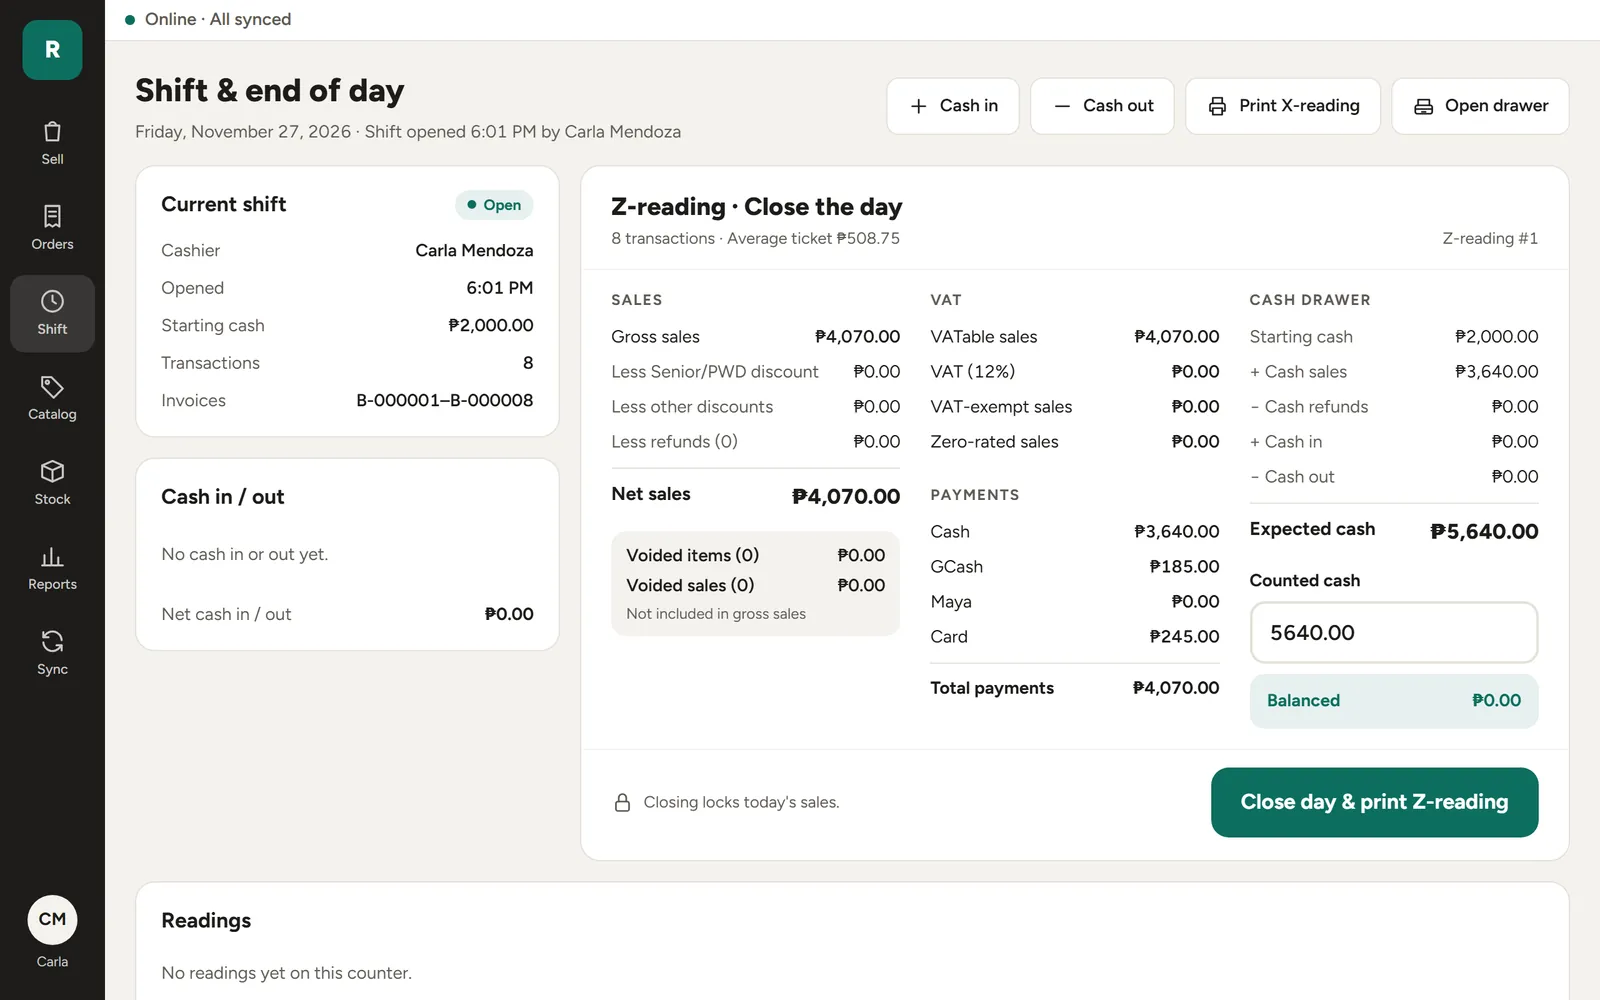 R
Sell
Orders
Shift
Catalog
Stock
Reports
Sync
CM
Carla
Online · All synced
Shift & end of day
Friday, November 27, 2026 · Shift opened 6:01 PM by Carla Mendoza
+ Cash in
— Cash out
Print X-reading
Open drawer
Current shift
Open
Cashier Carla Mendoza
Opened 6:01 PM
Starting cash ₱2,000.00
Transactions 8
Invoices B-000001–B-000008
Cash in / out
No cash in or out yet.
Net cash in / out ₱0.00
Z-reading · Close the day
8 transactions · Average ticket ₱508.75
Z-reading #1
SALES
Gross sales ₱4,070.00
Less Senior/PWD discount ₱0.00
Less other discounts ₱0.00
Less refunds (0) ₱0.00
Net sales ₱4,070.00
Voided items (0) ₱0.00
Voided sales (0) ₱0.00
Not included in gross sales
VAT
VATable sales ₱4,070.00
VAT (12%) ₱0.00
VAT-exempt sales ₱0.00
Zero-rated sales ₱0.00
PAYMENTS
Cash ₱3,640.00
GCash ₱185.00
Maya ₱0.00
Card ₱245.00
Total payments ₱4,070.00
CASH DRAWER
Starting cash ₱2,000.00
+ Cash sales ₱3,640.00
− Cash refunds ₱0.00
+ Cash in ₱0.00
− Cash out ₱0.00
Expected cash ₱5,640.00
Counted cash
5640.00
Balanced ₱0.00
Closing locks today's sales.
Close day & print Z-reading
Readings
No readings yet on this counter.